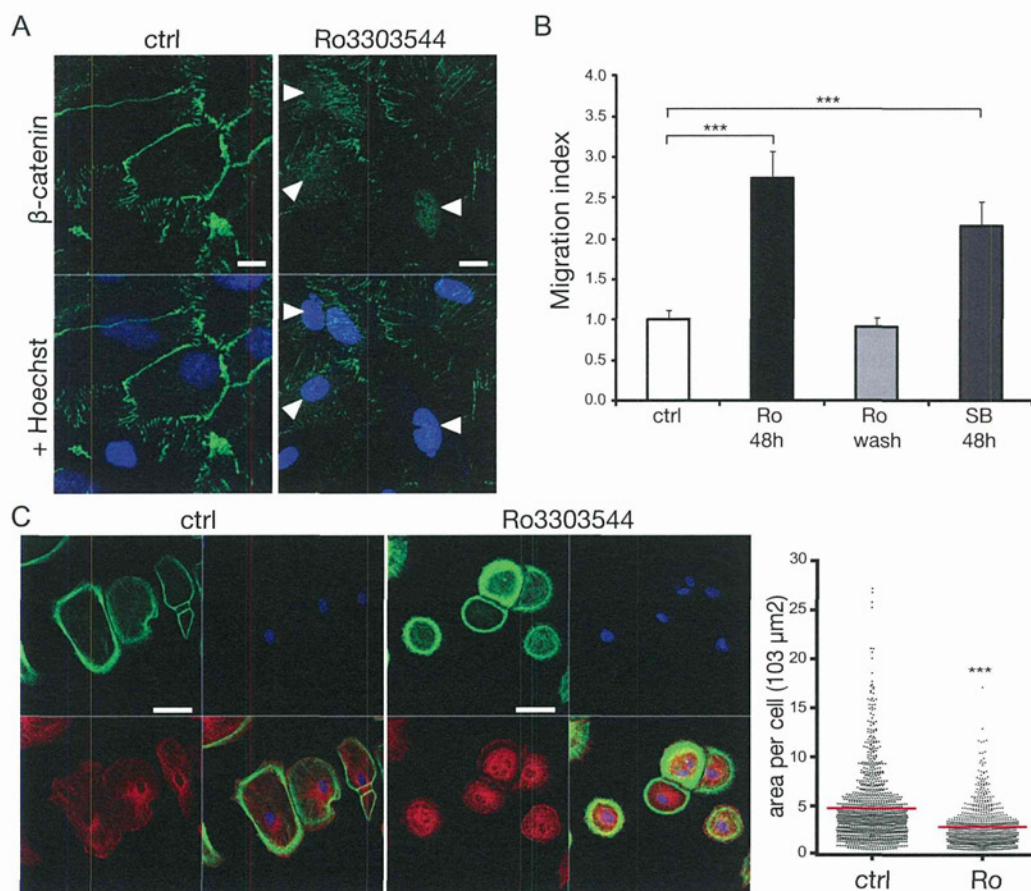 A
ctrl
Ro3303544
β-catenin
+ Hoechst
B
Migration index
4.0
3.5
3.0
2.5
2.0
1.5
1.0
0.5
0.0
***
***
ctrl
Ro
48h
Ro
wash
SB
48h
C
ctrl
Ro3303544
area per cell (103 µm2)
30
25
20
15
10
5
0
***
ctrl
Ro